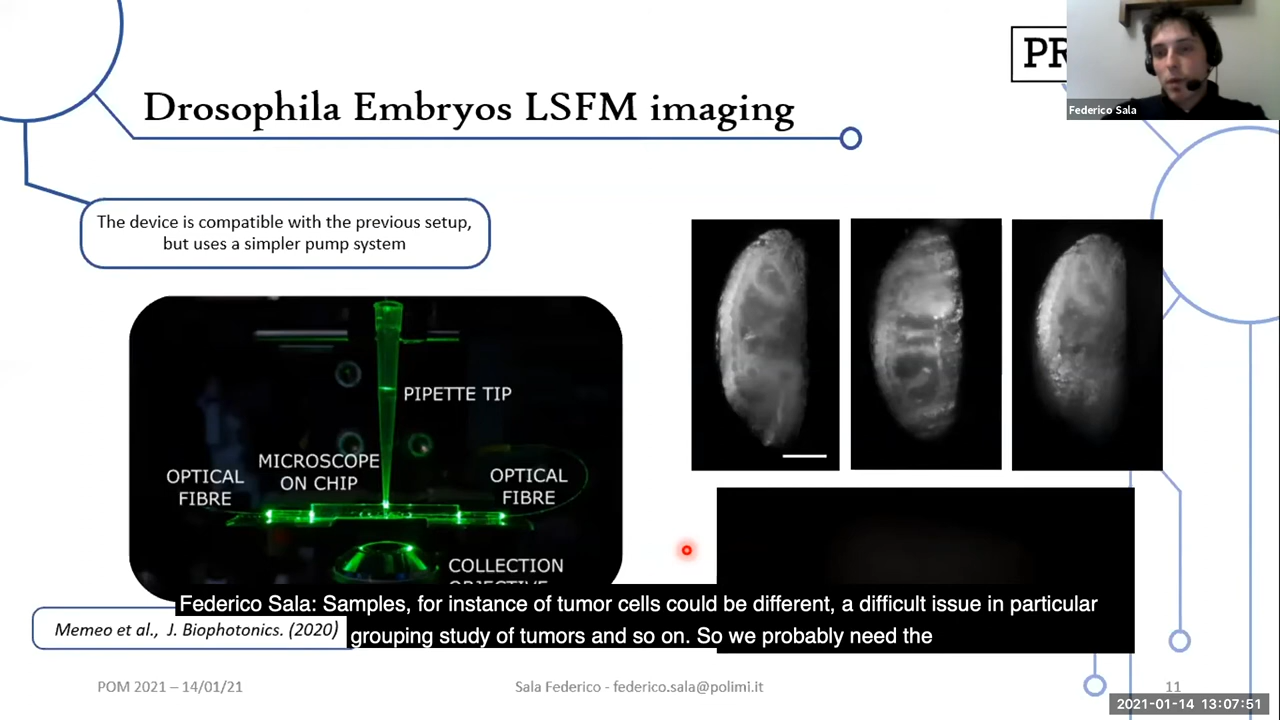 PR
Federico Sala
Drosophila Embryos LSFM imaging
The device is compatible with the previous setup,
but uses a simpler pump system
PIPETTE TIP
MICROSCOPE
ON CHIP
OPTICAL
FIBRE
OPTICAL
FIBRE
COLLECTION
OBJECTIVE
Federico Sala: Samples, for instance of tumor cells could be different, a difficult issue in particular
grouping study of tumors and so on. So we probably need the
Memeo et al., J. Biophotonics. (2020)
POM 2021 – 14/01/21
Sala Federico - federico.sala@polimi.it
11
2021-01-14 13:07:51